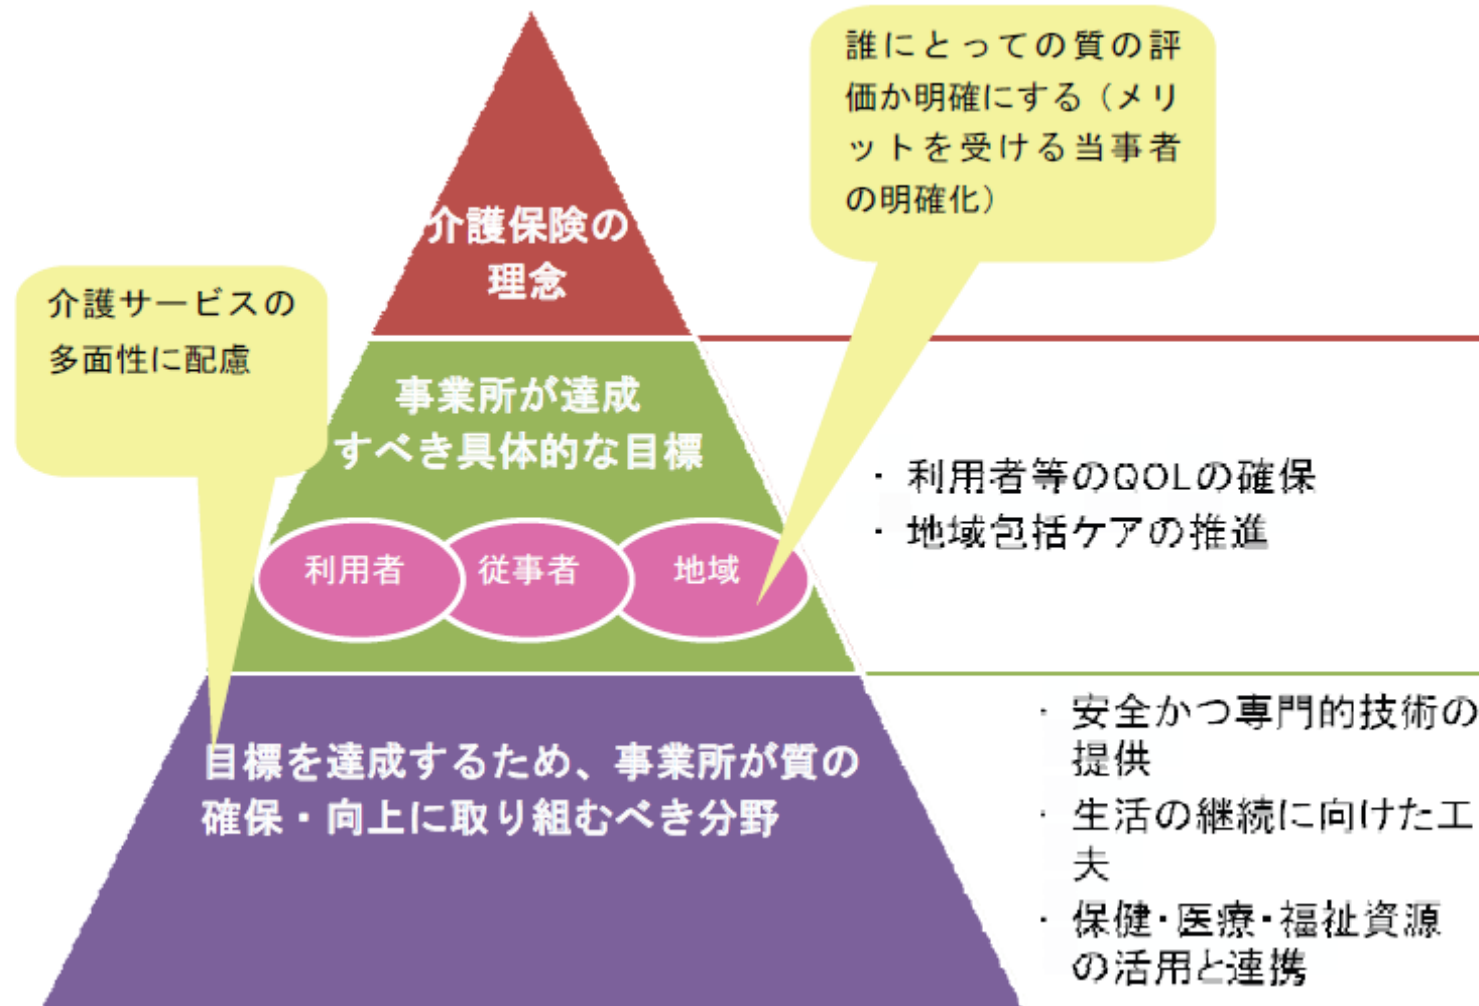 誰にとっての質の評
価か明確にする（メリ
ットを受ける当事者
の明確化）
介護保険の
理念
介護サービスの
多面性に配慮
事業所が達成
すべき具体的な目標
・ 利用者等のQOLの確保
・ 地域包括ケアの推進
利用者
従事者
地域
目標を達成するため、事業所が質の
確保・向上に取り組むべき分野
・ 安全かつ専門的技術の
提供
・ 生活の継続に向けた工
夫
・ 保健・医療・福祉資源
の活用と連携